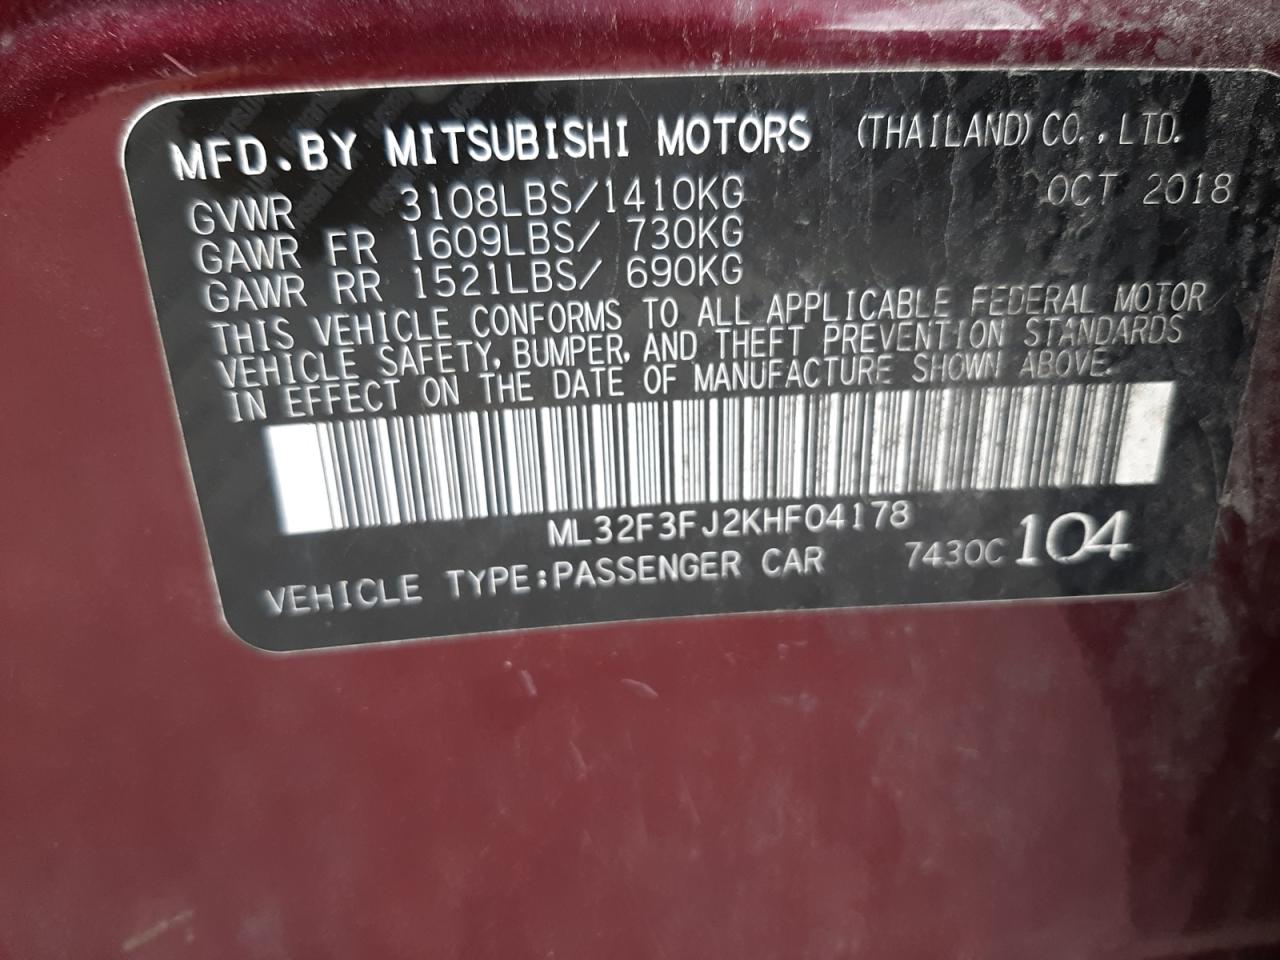 MFD.BY MITSUBISHI MOTORS (THAILAND) CO.,LTD.
GVWR 3108LBS/1410KG OCT 2018
GAWR FR 1609LBS/ 730KG
GAWR RR 1521LBS/ 690KG
THIS VEHICLE CONFORMS TO ALL APPLICABLE FEDERAL MOTOR
VEHICLE SAFETY, BUMPER, AND THEFT PREVENTION STANDARDS
IN EFFECT ON THE DATE OF MANUFACTURE SHOWN ABOVE.
ML32F3FJ2KHF04178
VEHICLE TYPE:PASSENGER CAR 7430C 104